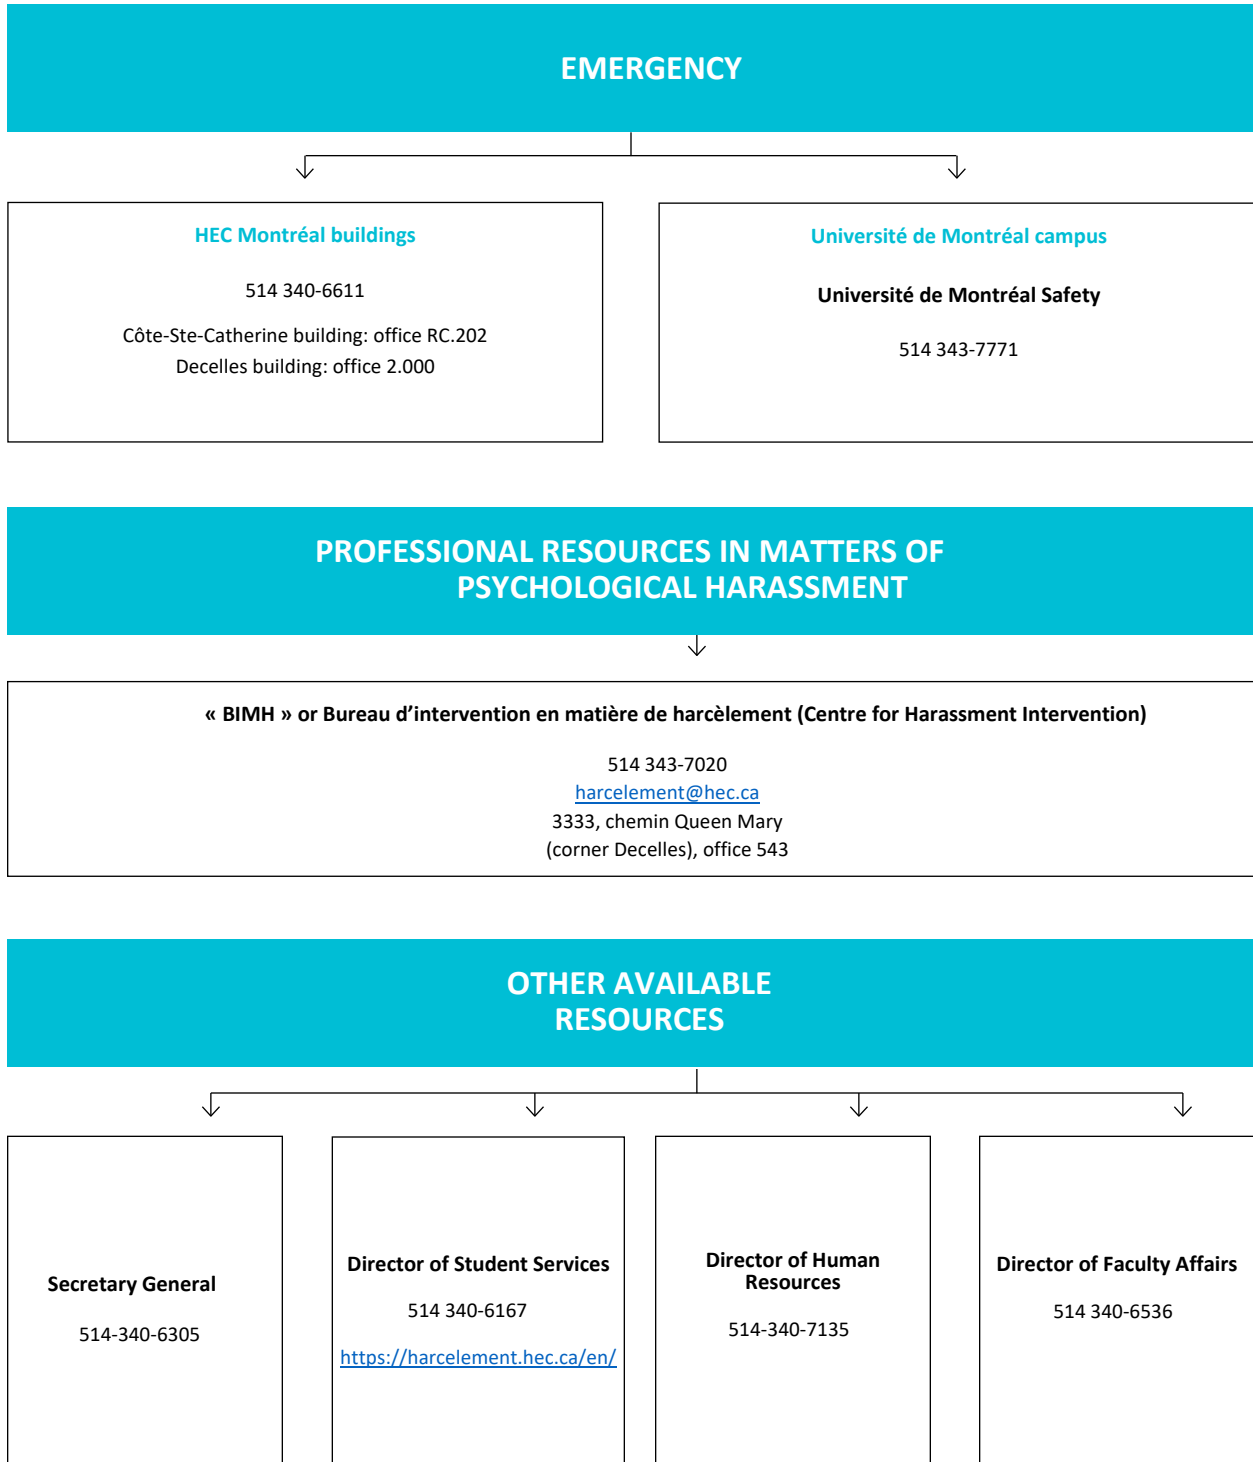 EMERGENCY
HEC Montréal buildings
514 340-6611
Côte-Ste-Catherine building: office RC.202
Decelles building: office 2.000
Université de Montréal campus
Université de Montréal Safety
514 343-7771
PROFESSIONAL RESOURCES IN MATTERS OF
PSYCHOLOGICAL HARASSMENT
« BIMH » or Bureau d’intervention en matière de harcèlement (Centre for Harassment Intervention)
514 343-7020
harcelement@hec.ca
3333, chemin Queen Mary
(corner Decelles), office 543
OTHER AVAILABLE
RESOURCES
Secretary General
514-340-6305
Director of Student Services
514 340-6167
https://harcelement.hec.ca/en/
Director of Human
Resources
514-340-7135
Director of Faculty Affairs
514 340-6536